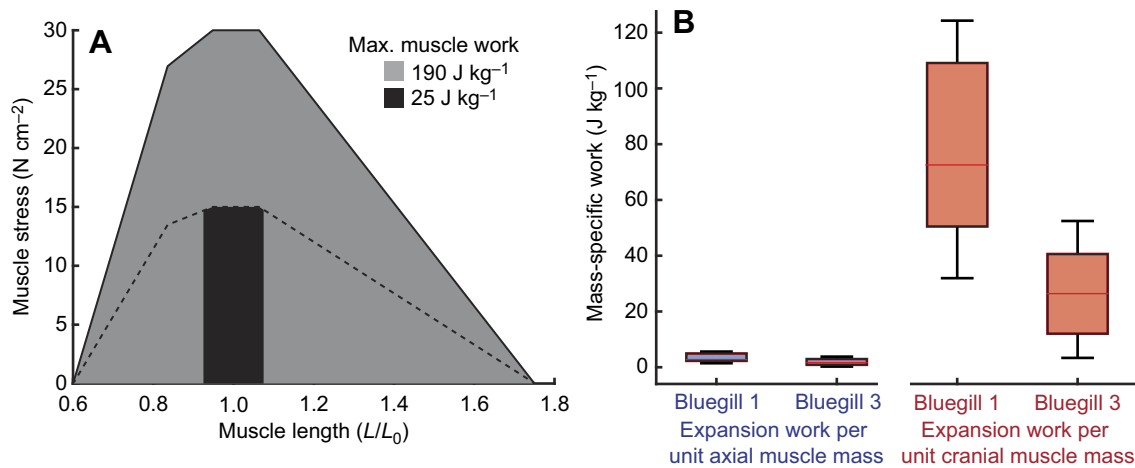 A
30
25
20
15
10
5
0
Muscle stress (N cm–2)
Max. muscle work
190 J kg–1
25 J kg–1
0.6 0.8 1.0 1.2 1.4 1.6 1.8
Muscle length (L/L0)
B
120
100
80
60
40
20
0
Mass-specific work (J kg–1)
Bluegill 1 Bluegill 3
Expansion work per
unit axial muscle mass
Bluegill 1 Bluegill 3
Expansion work per
unit cranial muscle mass